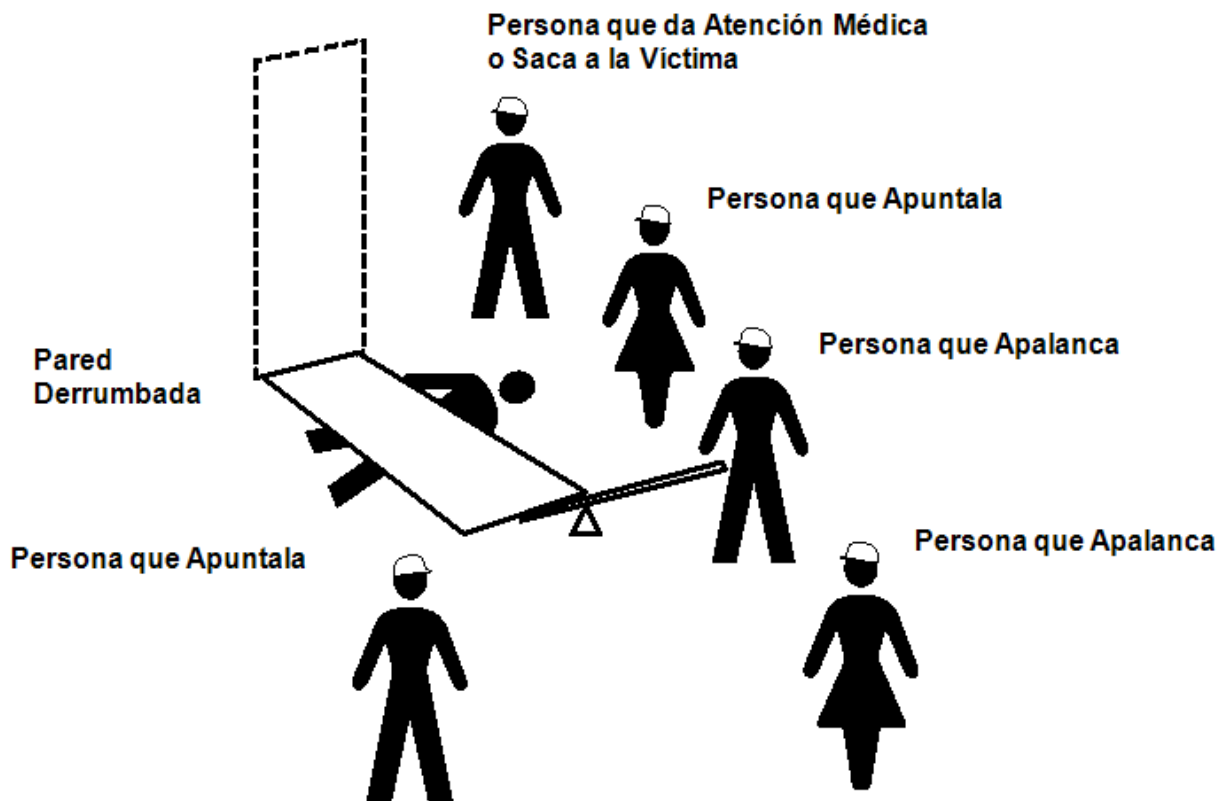 Persona que da Atención Médica
o Saca a la Víctima
Persona que Apuntala
Persona que Apalanca
Pared
Derrumbada
Persona que Apalanca
Persona que Apuntala